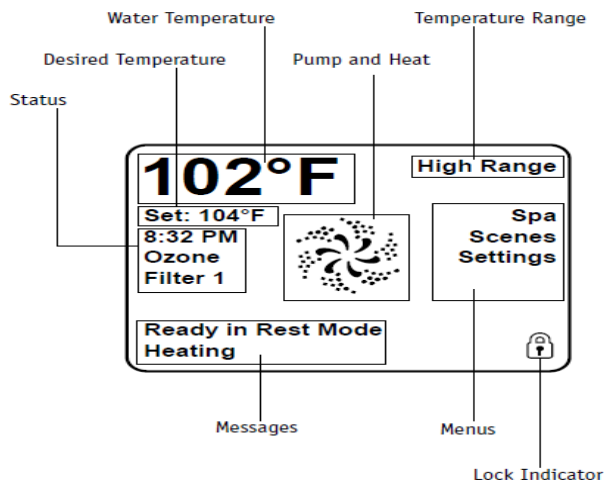 Water Temperature
Temperature Range
Desired Temperature
Pump and Heat
Status
102°F
High Range
Set: 104°F
8:32 PM
Ozone
Filter 1
Spa
Scenes
Settings
Ready in Rest Mode
Heating
Messages
Menus
Lock Indicator